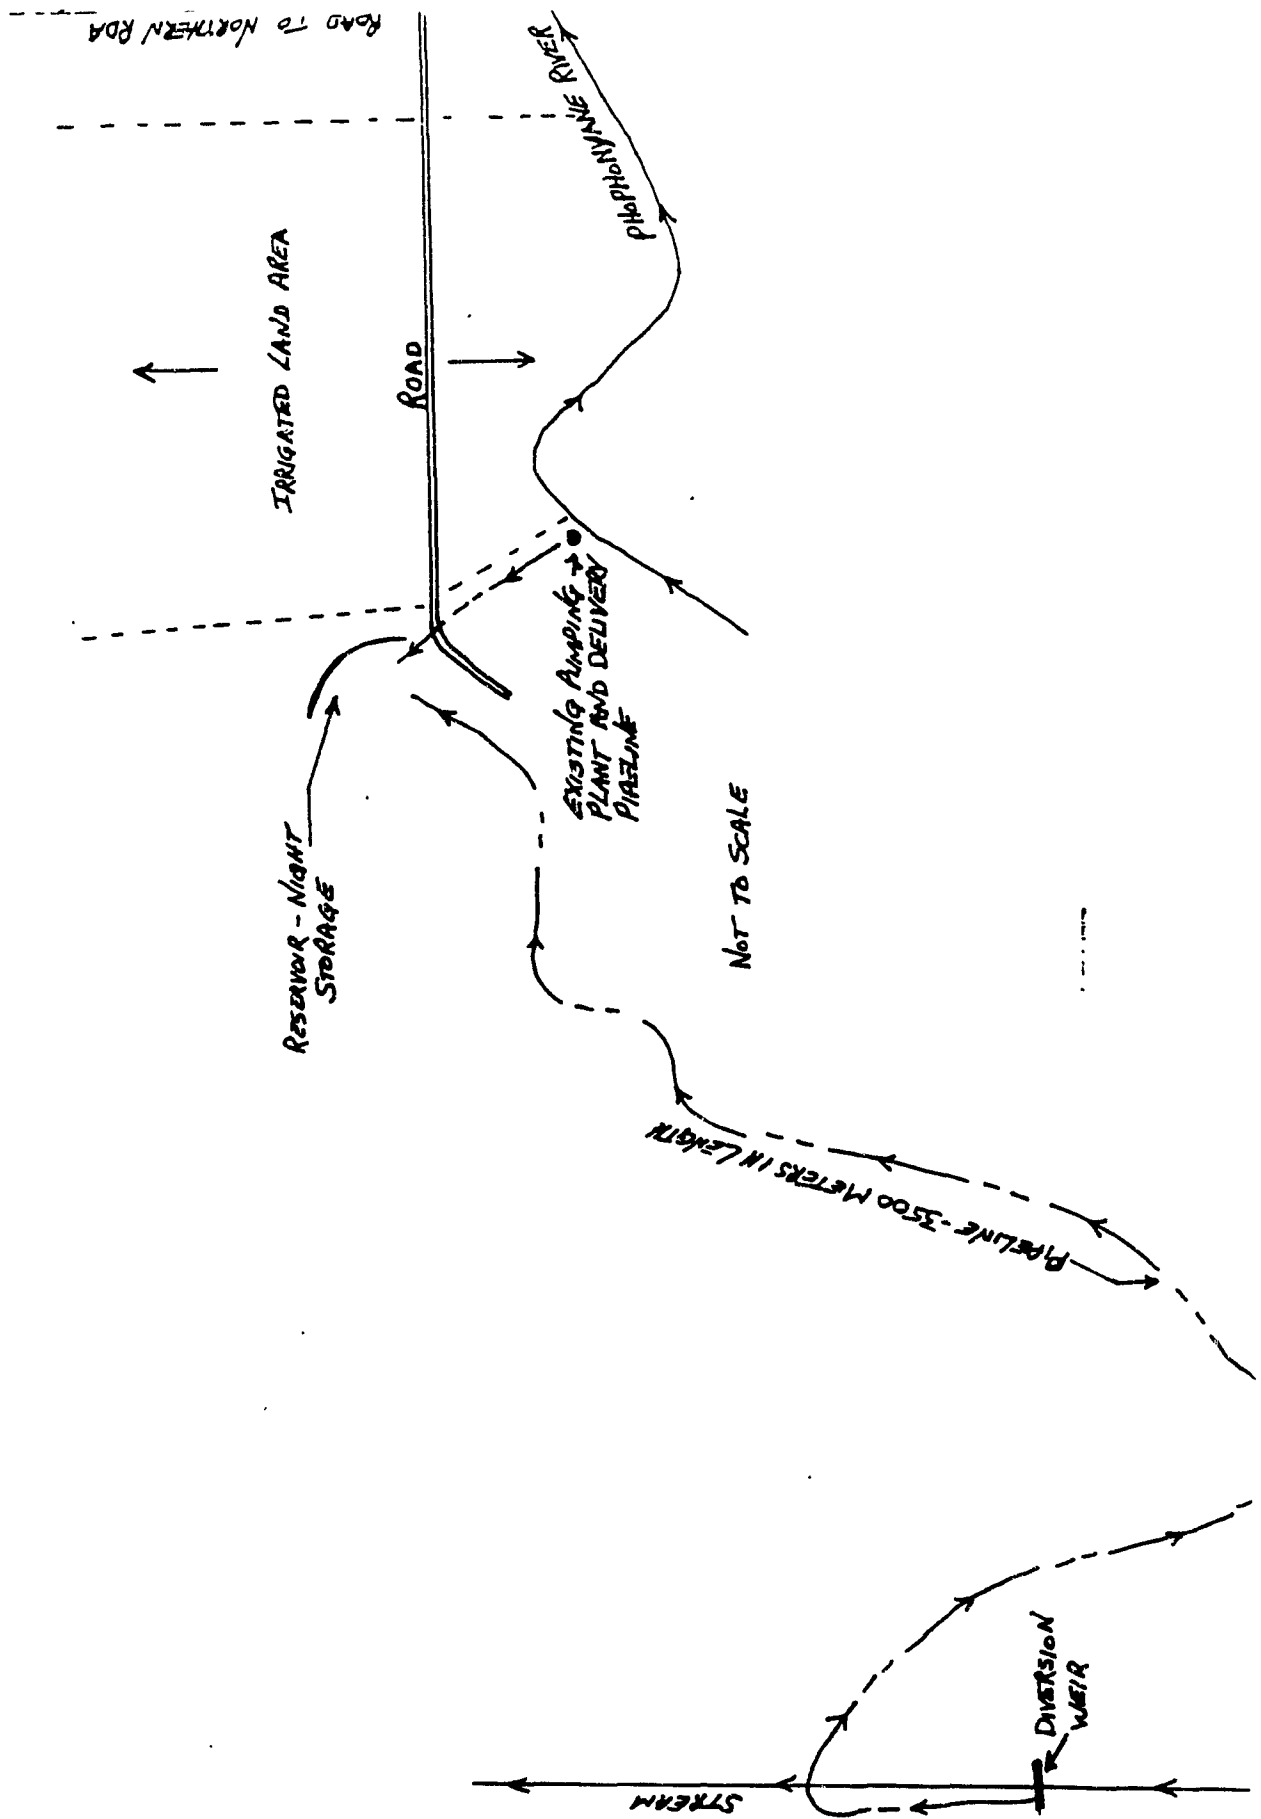 ROAD TO NORTHERN RDA
PHOPHONYANE RIVER
IRRIGATED LAND AREA
ROAD
EXISTING PUMPING
PLANT AND DELIVERY
PIPELINE
RESERVOIR - NIGHT
STORAGE
NOT TO SCALE
PIPELINE - 3500 METERS IN LENGTH
DIVERSION
WEIR
STREAM